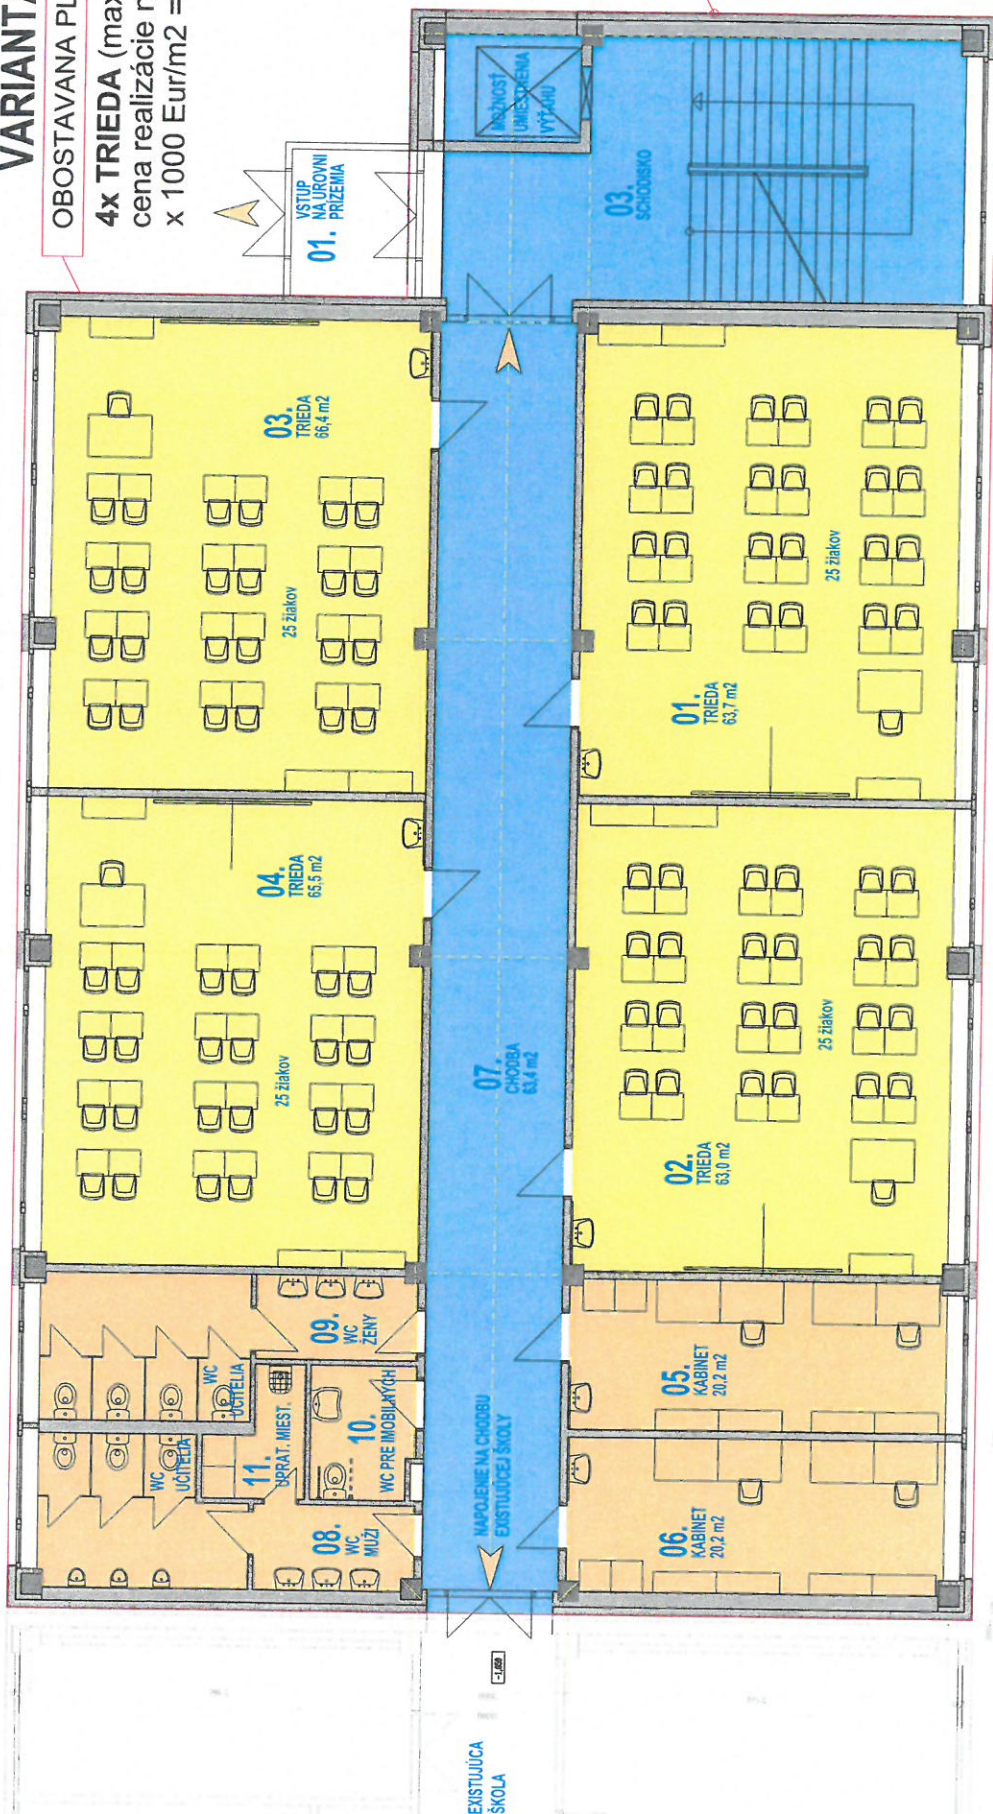 VARIANTA
OBOSTAVANA PL
4x TRIEDA (max
cena realizácie
x 1000 Eur/m2 =
01.
VSTUP
NA ÚROVNI
PRÍZEMIA
MOŽNOSŤ
UMIESTNENIA
VÝŤAHU
03.
SCHODISKO
03.
TRIEDA
66,4 m2
25 žiakov
04.
TRIEDA
65,5 m2
25 žiakov
01.
TRIEDA
63,7 m2
25 žiakov
02.
TRIEDA
63,0 m2
25 žiakov
07.
CHODBA
63,4 m2
09.
WC
ŽENY
WC
UČITELIA
WC
UČITELIA
11.
UPRAT. MIEST.
10.
WC PRE IMOBILNÝCH
08.
WC
MUŽI
05.
KABINET
20,2 m2
06.
KABINET
20,2 m2
NAPOJENIE NA CHODBU
EXISTUJÚCEJ ŠKOLY
EXISTUJÚCA
ŠKOLA